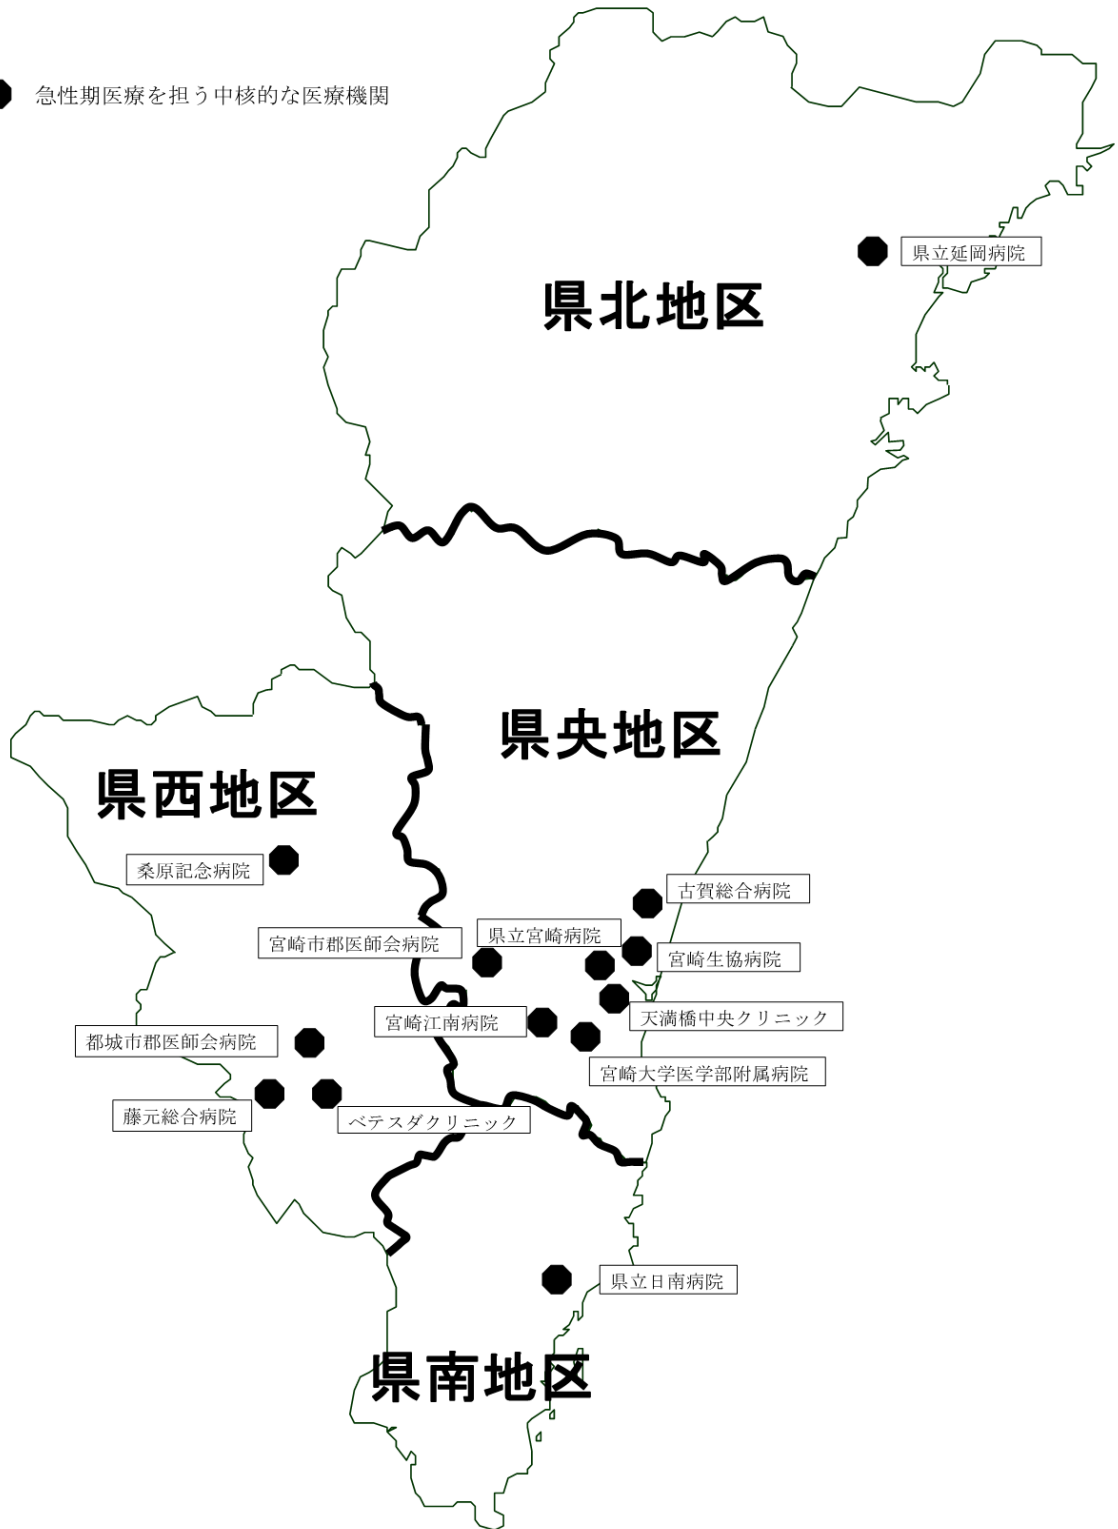 急性期医療を担う中核的な医療機関
県立延岡病院
県北地区
県央地区
県西地区
桑原記念病院
古賀総合病院
県立宮崎病院
宮崎市郡医師会病院
宮崎生協病院
宮崎江南病院
天満橋中央クリニック
都城市郡医師会病院
宮崎大学医学部附属病院
藤元総合病院
ベテスダクリニック
県立日南病院
県南地区